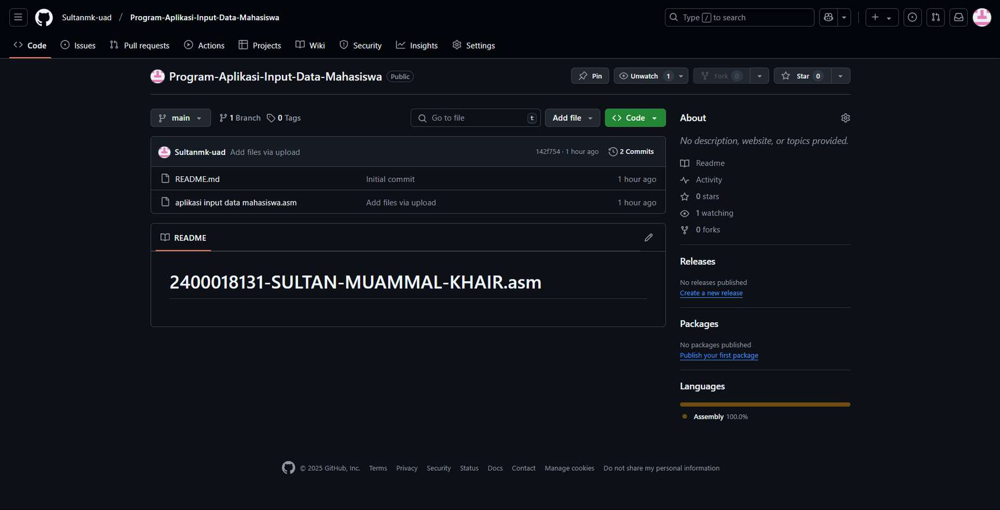 Sultanmk-uad / Program-Aplikasi-Input-Data-Mahasiswa
Type / to search
Code Issues Pull requests Actions Projects Wiki Security Insights Settings
Program-Aplikasi-Input-Data-Mahasiswa Public
Pin Unwatch 1 Fork 0 Star 0
main 1 Branch 0 Tags
Go to file t Add file Code
Sultanmk-uad Add files via upload 142f754 · 1 hour ago 2 Commits
README.md Initial commit 1 hour ago
aplikasi input data mahasiswa.asm Add files via upload 1 hour ago
README
2400018131-SULTAN-MUAMMAL-KHAIR.asm
About
No description, website, or topics provided.
Readme
Activity
0 stars
1 watching
0 forks
Releases
No releases published
Create a new release
Packages
No packages published
Publish your first package
Languages
Assembly 100.0%
© 2025 GitHub, Inc. Terms Privacy Security Status Docs Contact Manage cookies Do not share my personal information